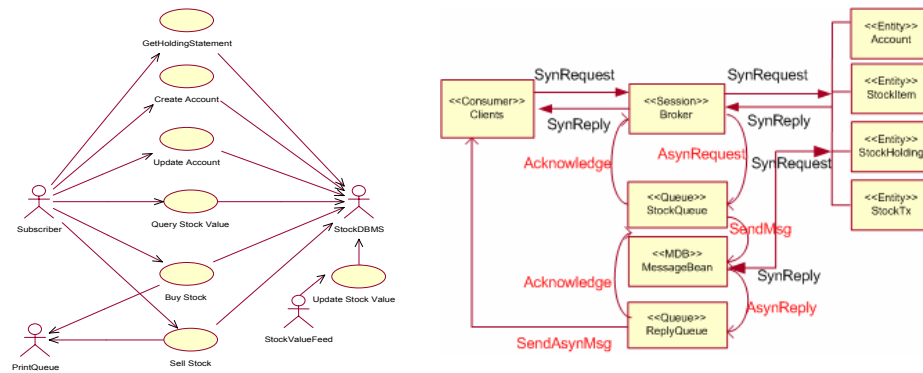 GetHoldingStatement
Create Account
Update Account
Subscriber
Query Stock Value
StockDBMS
Buy Stock
Update Stock Value
StockValueFeed
PrintQueue
Sell Stock
<<Consumer>>
Clients
SynRequest
SynReply
<<Session>>
Broker
SynRequest
SynReply
<<Entity>>
Account
<<Entity>>
StockItem
<<Entity>>
StockHolding
<<Entity>>
StockTx
Acknowledge
AsynRequest
SynRequest
<<Queue>>
StockQueue
SendMsg
<<MDB>>
MessageBean
SynReply
Acknowledge
AsynReply
<<Queue>>
ReplyQueue
SendAsynMsg